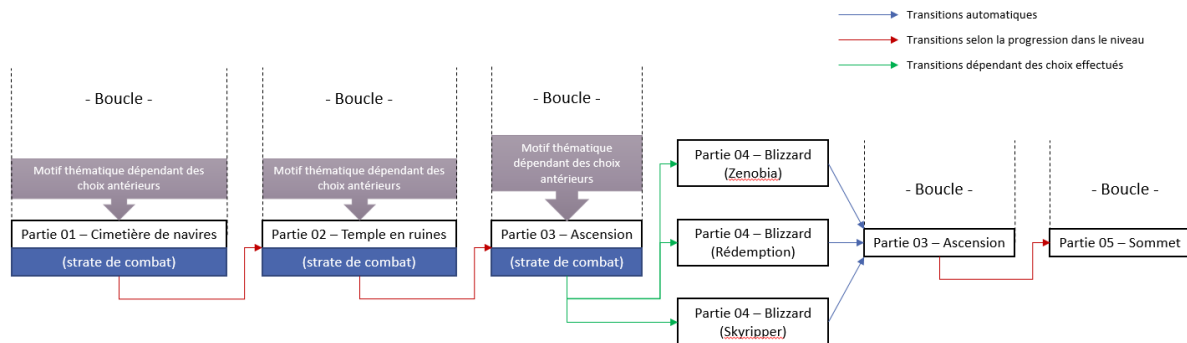 Transitions automatiques
Transitions selon la progression dans le niveau
Transitions dépendant des choix effectués
- Boucle -
Motif thématique dépendant des
choix antérieurs
Partie 01 – Cimetière de navires
(strate de combat)
- Boucle -
Motif thématique dépendant des
choix antérieurs
Partie 02 – Temple en ruines
(strate de combat)
- Boucle -
Motif thématique
dépendant des choix
antérieurs
Partie 03 – Ascension
(strate de combat)
Partie 04 – Blizzard
(Zenobia)
Partie 04 – Blizzard
(Rédemption)
Partie 04 – Blizzard
(Skyripper)
- Boucle -
Partie 03 – Ascension
- Boucle -
Partie 05 – Sommet